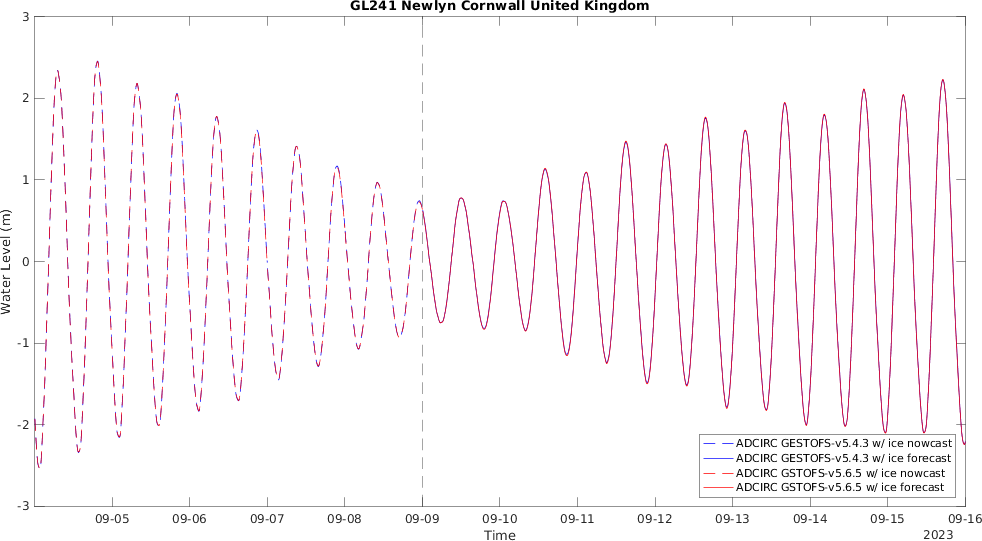 GL241 Newlyn Cornwall United Kingdom
3
2
1
0
-1
-2
-3
Water Level (m)
ADCIRC GESTOFS-v5.4.3 w/ ice nowcast
ADCIRC GESTOFS-v5.4.3 w/ ice forecast
ADCIRC GSTOFS-v5.6.5 w/ ice nowcast
ADCIRC GSTOFS-v5.6.5 w/ ice forecast
09-05 09-06 09-07 09-08 09-09 09-10 09-11 09-12 09-13 09-14 09-15 09-16
Time
2023